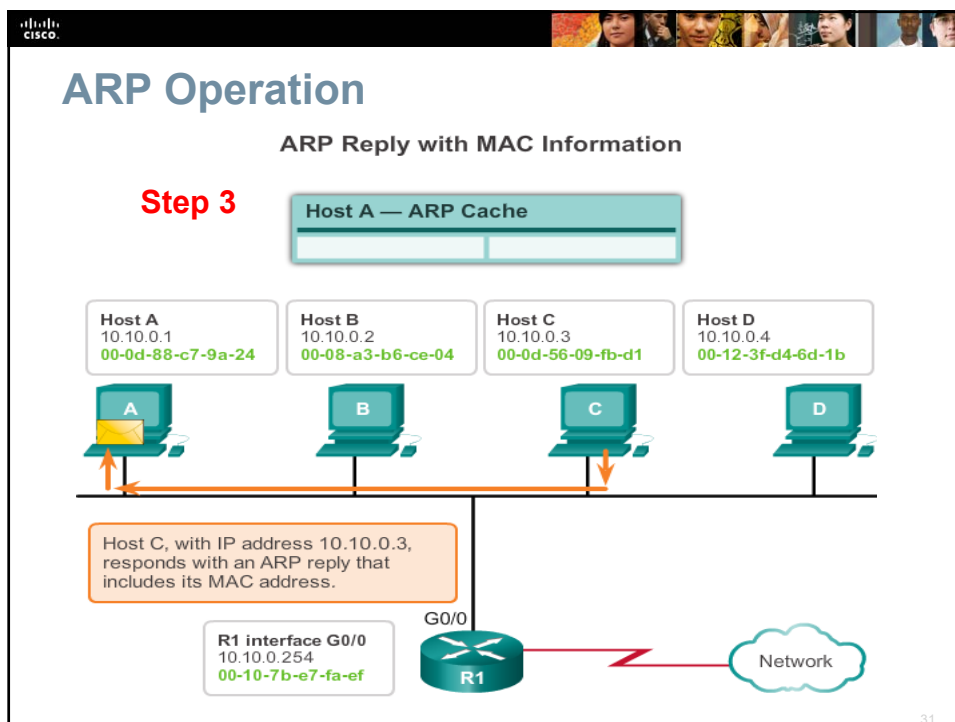 CISCO.
ARP Operation
ARP Reply with MAC Information
Step 3
Host A — ARP Cache
Host A
10.10.0.1
00-0d-88-c7-9a-24
Host B
10.10.0.2
00-08-a3-b6-ce-04
Host C
10.10.0.3
00-0d-56-09-fb-d1
Host D
10.10.0.4
00-12-3f-d4-6d-1b
A
B
C
D
Host C, with IP address 10.10.0.3,
responds with an ARP reply that
includes its MAC address.
G0/0
R1 interface G0/0
10.10.0.254
00-10-7b-e7-fa-ef
R1
Network
31